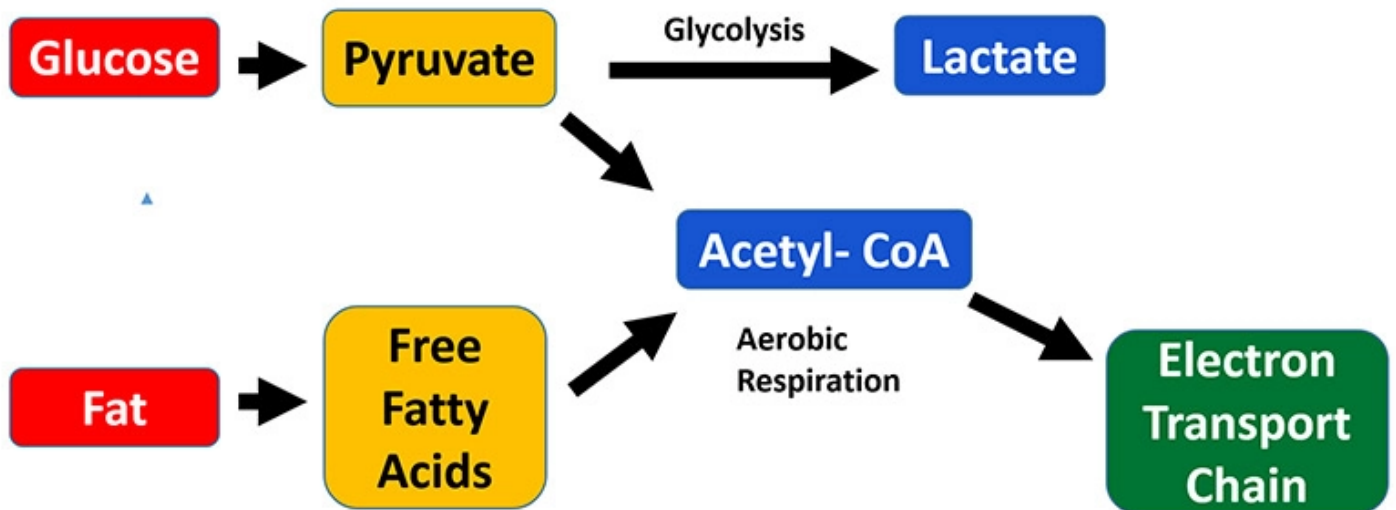 Glucose
Pyruvate
Glycolysis
Lactate
Acetyl- CoA
Fat
Free
Fatty
Acids
Aerobic
Respiration
Electron
Transport
Chain